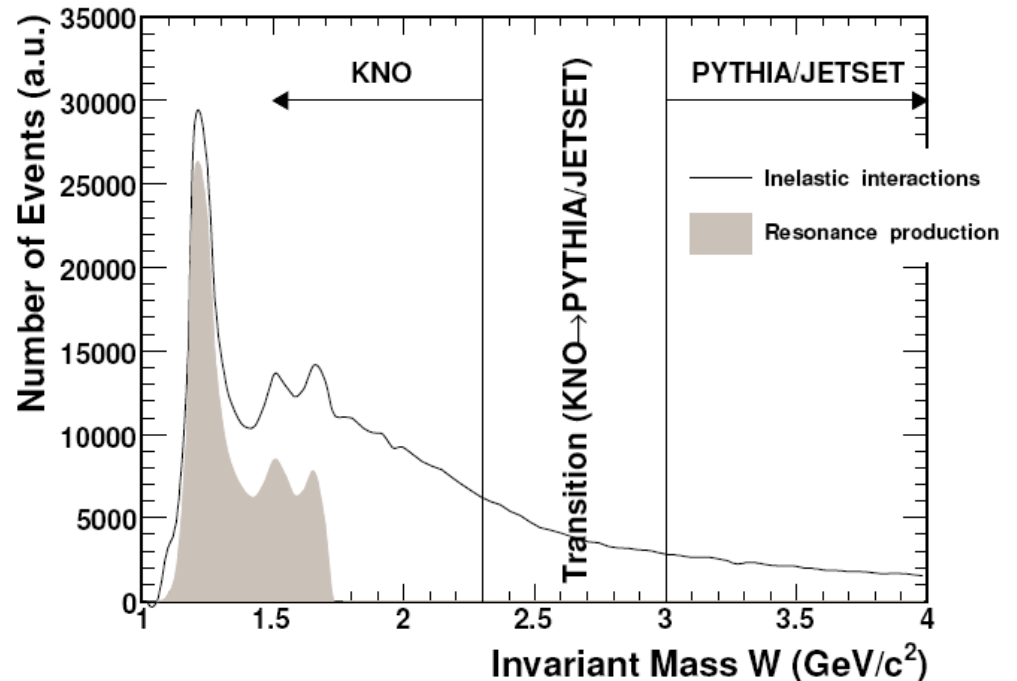 Number of Events (a.u.)
35000
30000
25000
20000
15000
10000
5000
0
KNO
Transition (KNO→PYTHIA/JETSET)
PYTHIA/JETSET
Inelastic interactions
Resonance production
1 1.5 2 2.5 3 3.5 4
Invariant Mass W (GeV/c²)